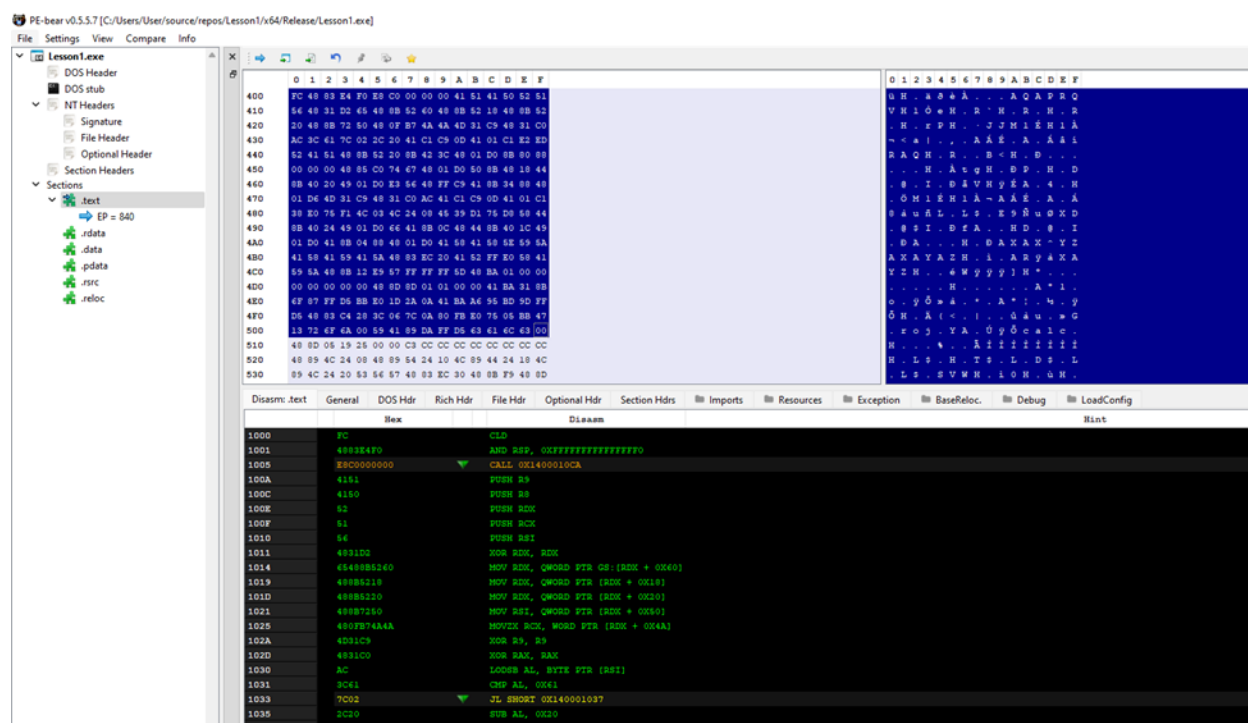 PE-bear v0.5.5.7 [C:/Users/User/source/repos/Lesson1/x64/Release/Lesson1.exe]
File Settings View Compare Info
Lesson1.exe
DOS Header
DOS stub
NT Headers
Signature
File Header
Optional Header
Section Headers
Sections
.text
EP = 840
.rdata
.data
.pdata
.rsrc
.reloc
0 1 2 3 4 5 6 7 8 9 A B C D E F
400 FC 48 83 E4 F0 E8 C0 00 00 00 41 51 41 50 52 51
410 56 48 31 D2 65 48 8B 52 60 48 8B 52 18 48 8B 52
420 20 48 8B 72 50 48 0F B7 4A 4A 4D 31 C9 48 31 C0
430 AC 3C 61 7C 02 2C 20 41 C1 C9 0D 41 01 C1 E2 ED
440 52 41 51 48 8B 52 20 8B 42 3C 48 01 D0 8B 80 88
450 00 00 00 48 85 C0 74 67 48 01 D0 50 8B 48 18 44
460 8B 40 20 49 01 D0 E3 56 48 FF C9 41 8B 34 88 48
470 01 D6 4D 31 C9 48 31 C0 AC 41 C1 C9 0D 41 01 C1
480 38 E0 75 F1 4C 03 4C 24 08 45 39 D1 75 D8 58 44
490 8B 40 24 49 01 D0 66 41 8B 0C 48 44 8B 40 1C 49
4A0 01 D0 41 8B 04 88 48 01 D0 41 58 41 58 5E 59 5A
4B0 41 58 41 59 41 5A 48 83 EC 20 41 52 FF E0 58 41
4C0 59 5A 48 8B 12 E9 57 FF FF FF 5D 48 BA 01 00 00
4D0 00 00 00 00 00 48 8D 8D 01 01 00 00 41 BA 31 8B
4E0 6F 87 FF D5 BB E0 1D 2A 0A 41 BA A6 95 BD 9D FF
4F0 D5 48 83 C4 28 3C 06 7C 0A 80 FB E0 75 05 BB 47
500 13 72 6F 6A 00 59 41 89 DA FF D5 63 61 6C 63 00
510 48 8D 05 19 25 00 00 C3 CC CC CC CC CC CC CC CC
520 48 89 4C 24 08 48 89 54 24 10 4C 89 44 24 18 4C
530 89 4C 24 20 53 56 57 48 83 EC 30 48 8B F9 48 8D
0 1 2 3 4 5 6 7 8 9 A B C D E F
Disasm: .text General DOS Hdr Rich Hdr File Hdr Optional Hdr Section Hdrs Imports Resources Exception BaseReloc. Debug LoadConfig
Hex Disasm Hint
1000 FC CLD
1001 4883E4F0 AND RSP, 0XFFFFFFFFFFFFFFF0
1005 E8C0000000 CALL 0X1400010CA
100A 4151 PUSH R9
100C 4150 PUSH R8
100E 52 PUSH RDX
100F 51 PUSH RCX
1010 56 PUSH RSI
1011 4831D2 XOR RDX, RDX
1014 65488B5260 MOV RDX, QWORD PTR GS:[RDX + 0X60]
1019 488B5218 MOV RDX, QWORD PTR [RDX + 0X18]
101D 488B5220 MOV RDX, QWORD PTR [RDX + 0X20]
1021 488B7250 MOV RSI, QWORD PTR [RDX + 0X50]
1025 480FB74A4A MOVZX RCX, WORD PTR [RDX + 0X4A]
102A 4D31C9 XOR R9, R9
102D 4831C0 XOR RAX, RAX
1030 AC LODSB AL, BYTE PTR [RSI]
1031 3C61 CMP AL, 0X61
1033 7C02 JL SHORT 0X140001037
1035 2C20 SUB AL, 0X20